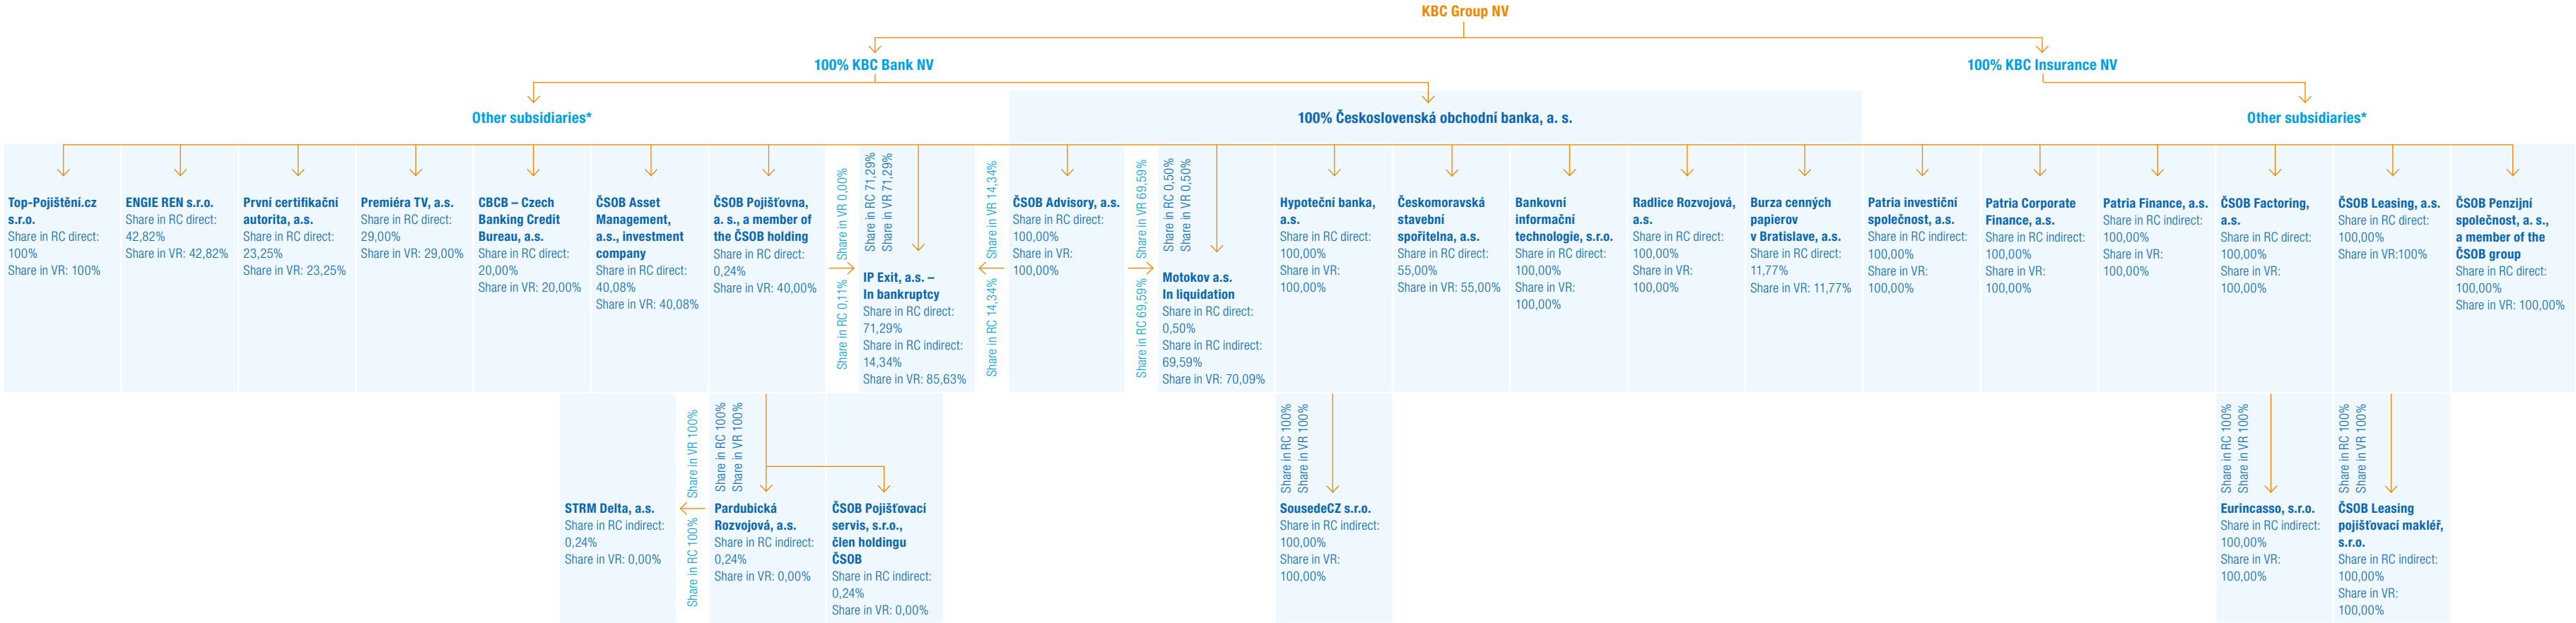 KBC Group NV
100% KBC Bank NV
100% KBC Insurance NV
Other subsidiaries*
100% Československá obchodní banka, a. s.
Other subsidiaries*
Top-Pojištění.cz
s.r.o.
Share in RC direct:
100%
Share in VR: 100%
ENGIE REN s.r.o.
Share in RC direct:
42,82%
Share in VR: 42,82%
První certifikační
autorita, a.s.
Share in RC direct:
23,25%
Share in VR: 23,25%
Premiéra TV, a.s.
Share in RC direct:
29,00%
Share in VR: 29,00%
CBCB – Czech
Banking Credit
Bureau, a.s.
Share in RC direct:
20,00%
Share in VR: 20,00%
ČSOB Asset
Management,
a.s., investment
company
Share in RC direct:
40,08%
Share in VR: 40,08%
ČSOB Pojišťovna,
a. s., a member of
the ČSOB holding
Share in RC direct:
0,24%
Share in VR: 40,00%
Share in VR 0,00%
Share in RC 0,11%
Share in RC 71,29%
Share in VR 71,29%
IP Exit, a.s. –
In bankruptcy
Share in RC direct:
71,29%
Share in RC indirect:
14,34%
Share in VR: 85,63%
Share in VR 14,34%
Share in RC 14,34%
ČSOB Advisory, a.s.
Share in RC direct:
100,00%
Share in VR:
100,00%
Share in VR 69,59%
Share in RC 69,59%
Share in RC 0,50%
Share in VR 0,50%
Motokov a.s.
In liquidation
Share in RC direct:
0,50%
Share in RC indirect:
69,59%
Share in VR: 70,09%
Hypoteční banka,
a.s.
Share in RC direct:
100,00%
Share in VR:
100,00%
Českomoravská
stavební
spořitelna, a.s.
Share in RC direct:
55,00%
Share in VR: 55,00%
Bankovní
informační
technologie, s.r.o.
Share in RC direct:
100,00%
Share in VR:
100,00%
Radlice Rozvojová,
a.s.
Share in RC direct:
100,00%
Share in VR:
100,00%
Burza cenných
papierov
v Bratislave, a.s.
Share in RC direct:
11,77%
Share in VR: 11,77%
Patria investiční
společnost, a.s.
Share in RC indirect:
100,00%
Share in VR:
100,00%
Patria Corporate
Finance, a.s.
Share in RC indirect:
100,00%
Share in VR:
100,00%
Patria Finance, a.s.
Share in RC indirect:
100,00%
Share in VR:
100,00%
ČSOB Factoring,
a.s.
Share in RC direct:
100,00%
Share in VR:
100,00%
ČSOB Leasing, a.s.
Share in RC direct:
100,00%
Share in VR:100%
ČSOB Penzijní
společnost, a. s.,
a member of the
ČSOB group
Share in RC direct:
100,00%
Share in VR: 100,00%
STRM Delta, a.s.
Share in RC indirect:
0,24%
Share in VR: 0,00%
Share in VR 100%
Share in RC 100%
Share in RC 100%
Share in VR 100%
Pardubická
Rozvojová, a.s.
Share in RC indirect:
0,24%
Share in VR: 0,00%
ČSOB Pojišťovací
servis, s.r.o.,
člen holdingu
ČSOB
Share in RC indirect:
0,24%
Share in VR: 0,00%
Share in RC 100%
Share in VR 100%
SousedeCZ s.r.o.
Share in RC indirect:
100,00%
Share in VR:
100,00%
Share in RC 100%
Share in VR 100%
Eurincasso, s.r.o.
Share in RC indirect:
100,00%
Share in VR:
100,00%
Share in RC 100%
Share in VR 100%
ČSOB Leasing
pojišťovací makléř,
s.r.o.
Share in RC indirect:
100,00%
Share in VR:
100,00%